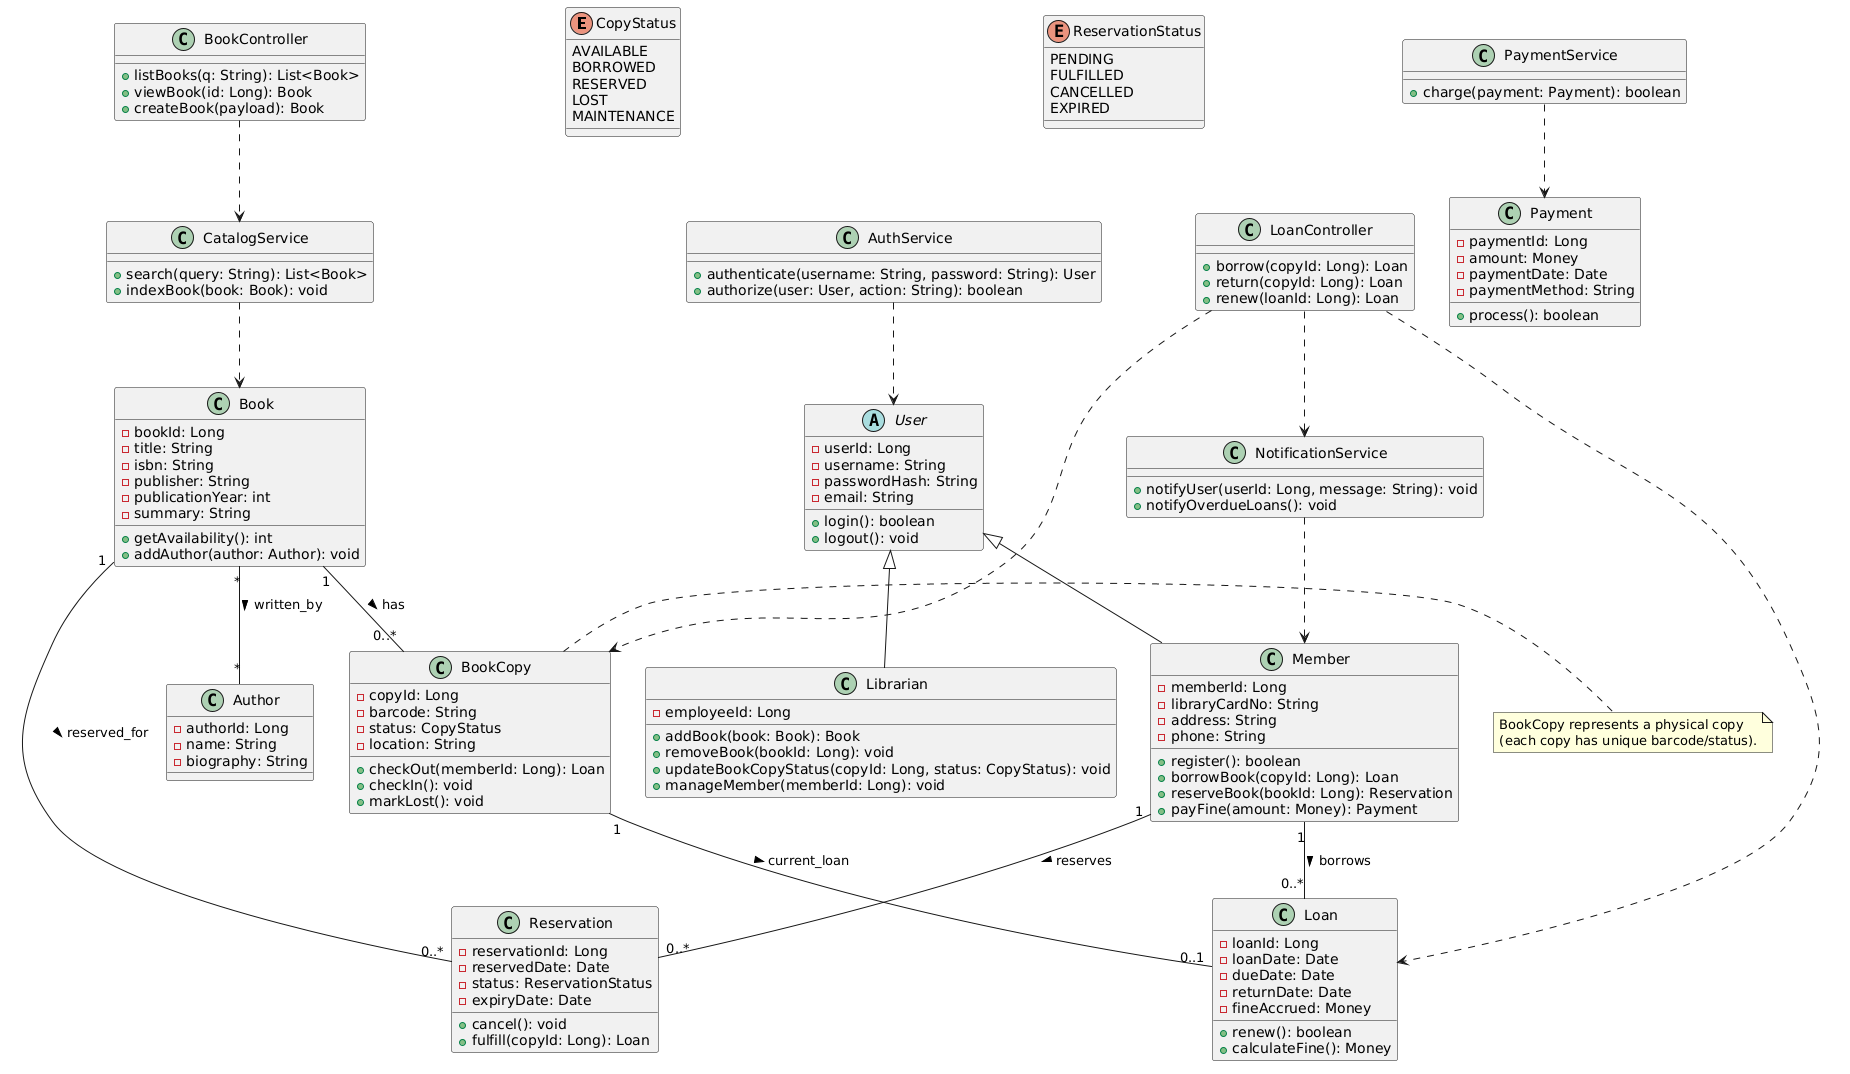 C BookController
listBooks(q: String): List<Book>
viewBook(id: Long): Book
createBook(payload): Book
E CopyStatus
AVAILABLE
BORROWED
RESERVED
LOST
MAINTENANCE
E ReservationStatus
PENDING
FULFILLED
CANCELLED
EXPIRED
C PaymentService
charge(payment: Payment): boolean
C CatalogService
search(query: String): List<Book>
indexBook(book: Book): void
C AuthService
authenticate(username: String, password: String): User
authorize(user: User, action: String): boolean
C LoanController
borrow(copyId: Long): Loan
return(copyId: Long): Loan
renew(loanId: Long): Loan
C Payment
paymentId: Long
amount: Money
paymentDate: Date
paymentMethod: String
process(): boolean
C Book
bookId: Long
title: String
isbn: String
publisher: String
publicationYear: int
summary: String
getAvailability(): int
addAuthor(author: Author): void
A User
userId: Long
username: String
passwordHash: String
email: String
login(): boolean
logout(): void
C NotificationService
notifyUser(userId: Long, message: String): void
notifyOverdueLoans(): void
1
*
1
written_by
has
*
0..*
reserved_for
C Author
authorId: Long
name: String
biography: String
C BookCopy
copyId: Long
barcode: String
status: CopyStatus
location: String
checkOut(memberId: Long): Loan
checkIn(): void
markLost(): void
C Librarian
employeeId: Long
addBook(book: Book): Book
removeBook(bookId: Long): void
updateBookCopyStatus(copyId: Long, status: CopyStatus): void
manageMember(memberId: Long): void
C Member
memberId: Long
libraryCardNo: String
address: String
phone: String
register(): boolean
borrowBook(copyId: Long): Loan
reserveBook(bookId: Long): Reservation
payFine(amount: Money): Payment
BookCopy represents a physical copy
(each copy has unique barcode/status).
1
1
1
current_loan
reserves
borrows
0..*
0..*
0..*
0..1
C Reservation
reservationId: Long
reservedDate: Date
status: ReservationStatus
expiryDate: Date
cancel(): void
fulfill(copyId: Long): Loan
C Loan
loanId: Long
loanDate: Date
dueDate: Date
returnDate: Date
fineAccrued: Money
renew(): boolean
calculateFine(): Money